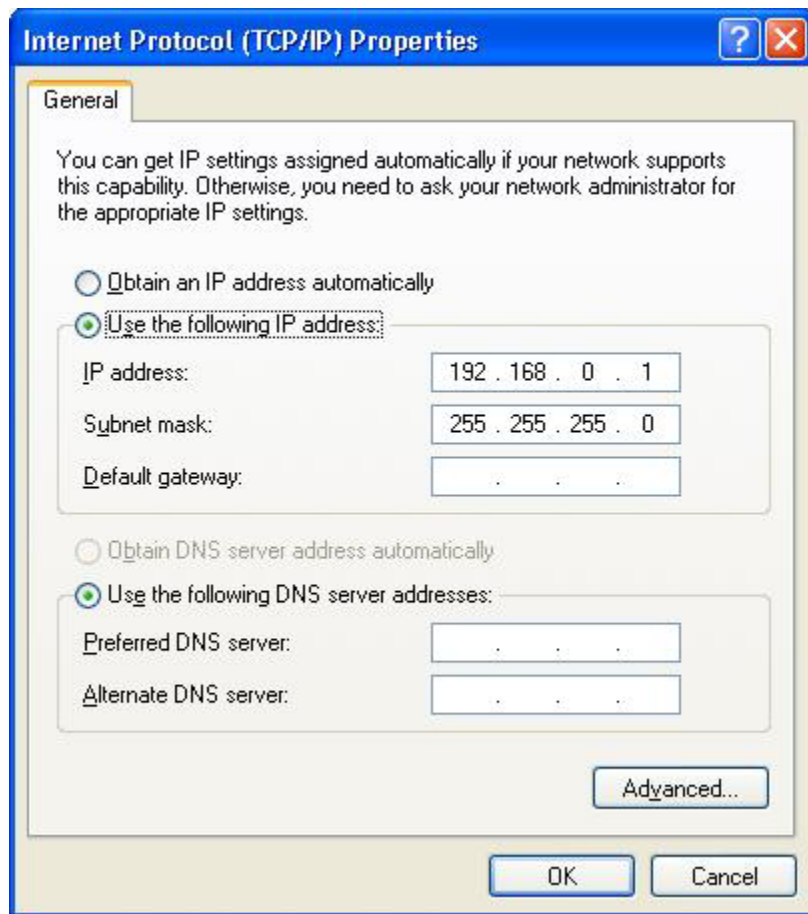 Internet Protocol (TCP/IP) Properties
General
You can get IP settings assigned automatically if your network supports
this capability. Otherwise, you need to ask your network administrator for
the appropriate IP settings.
Obtain an IP address automatically
Use the following IP address:
IP address: 192 . 168 . 0 . 1
Subnet mask: 255 . 255 . 255 . 0
Default gateway: . . .
Obtain DNS server address automatically
Use the following DNS server addresses:
Preferred DNS server: . . .
Alternate DNS server: . . .
Advanced...
OK Cancel